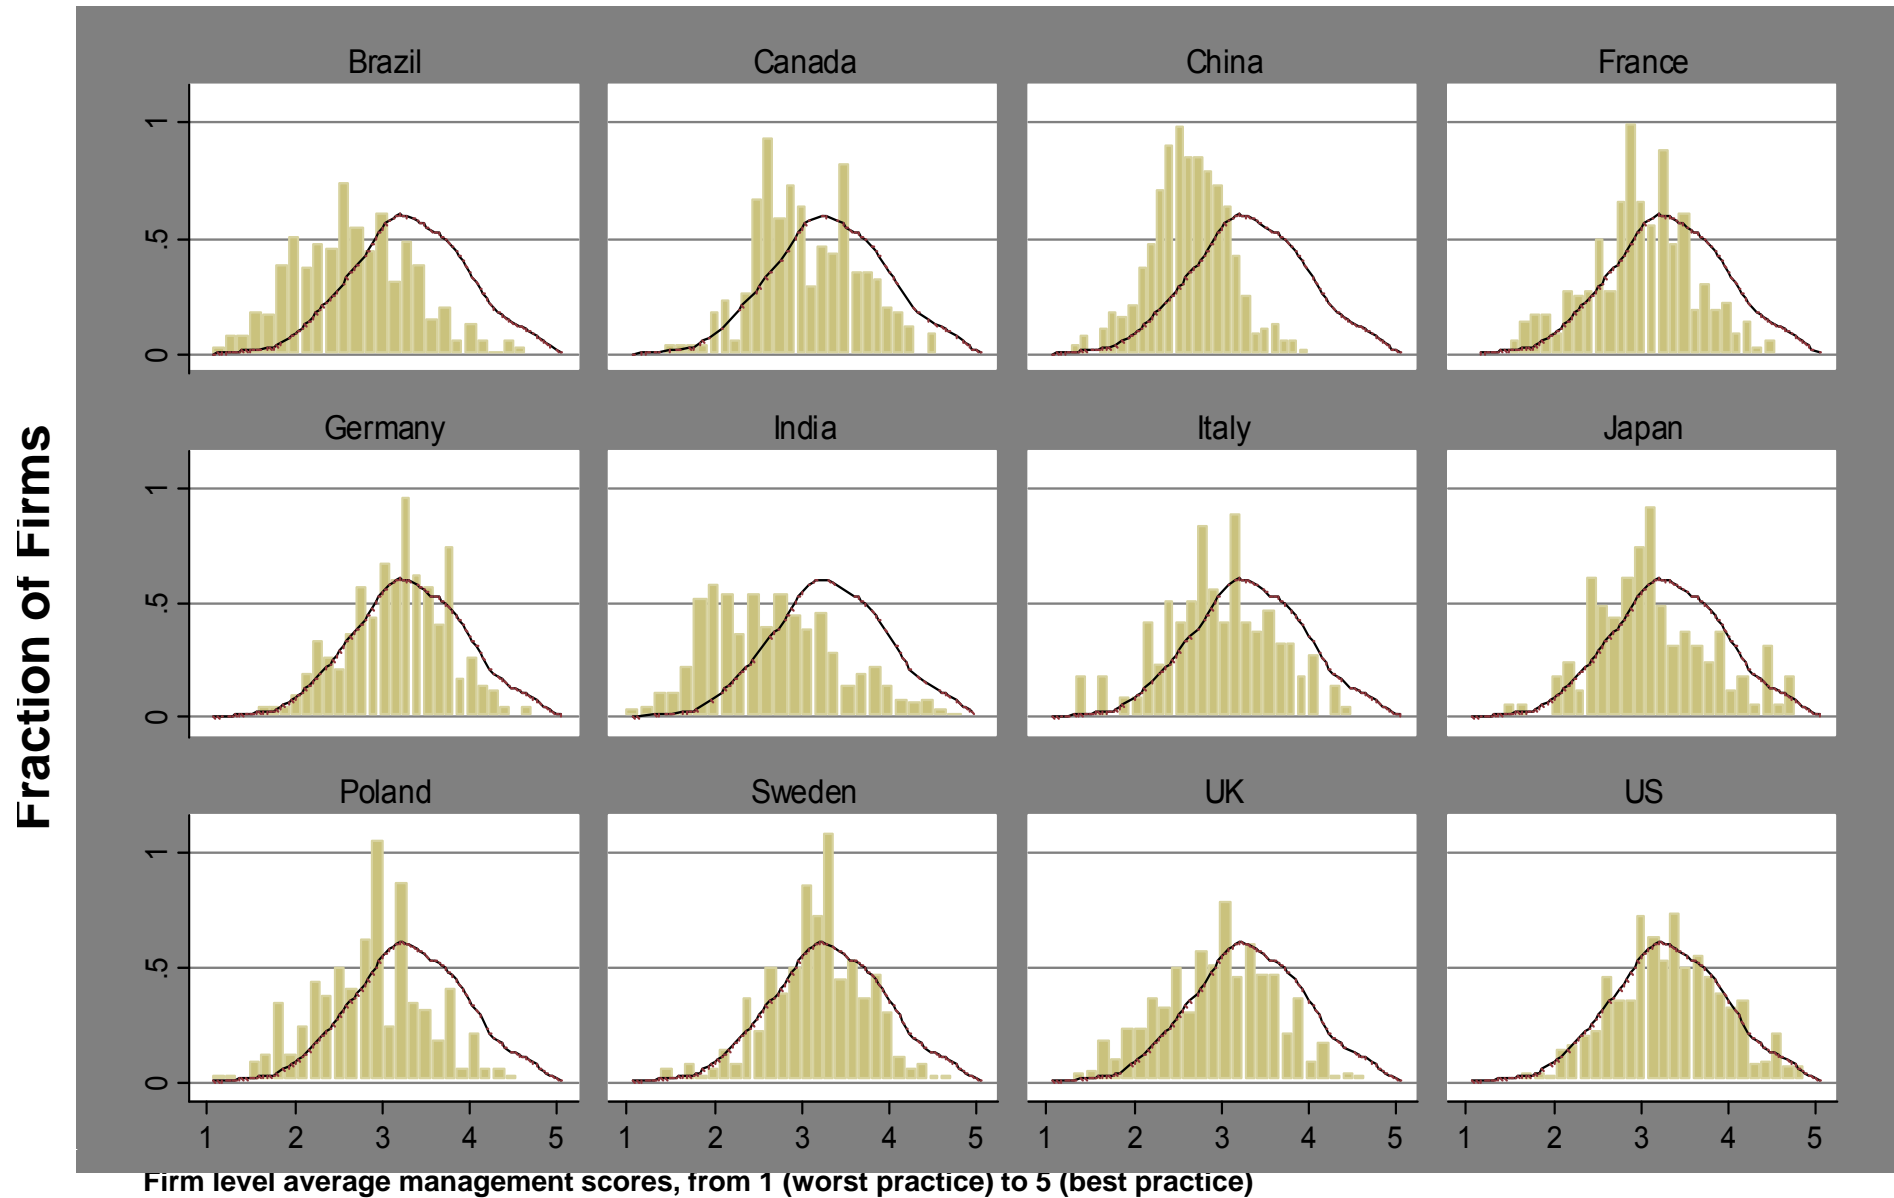 Brazil Canada China France
1
.5
0
Germany India Italy Japan
1
.5
0
Poland Sweden UK US
1
.5
0
1 2 3 4 5 1 2 3 4 5 1 2 3 4 5 1 2 3 4 5
Fraction of Firms
Firm level average management scores, from 1 (worst practice) to 5 (best practice)